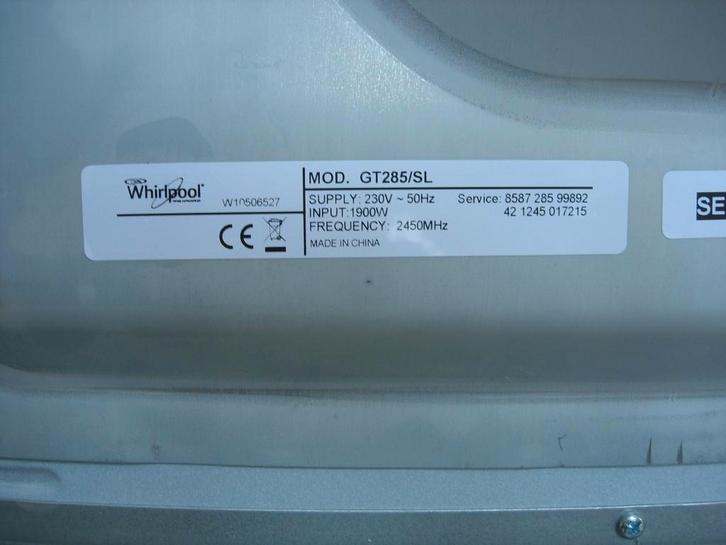 Whirlpool
W10506527
CE
MOD. GT285/SL
SUPPLY: 230V ~ 50Hz Service: 8587 285 99892
INPUT:1900W 42 1245 017215
FREQUENCY: 2450MHz
MADE IN CHINA
SE